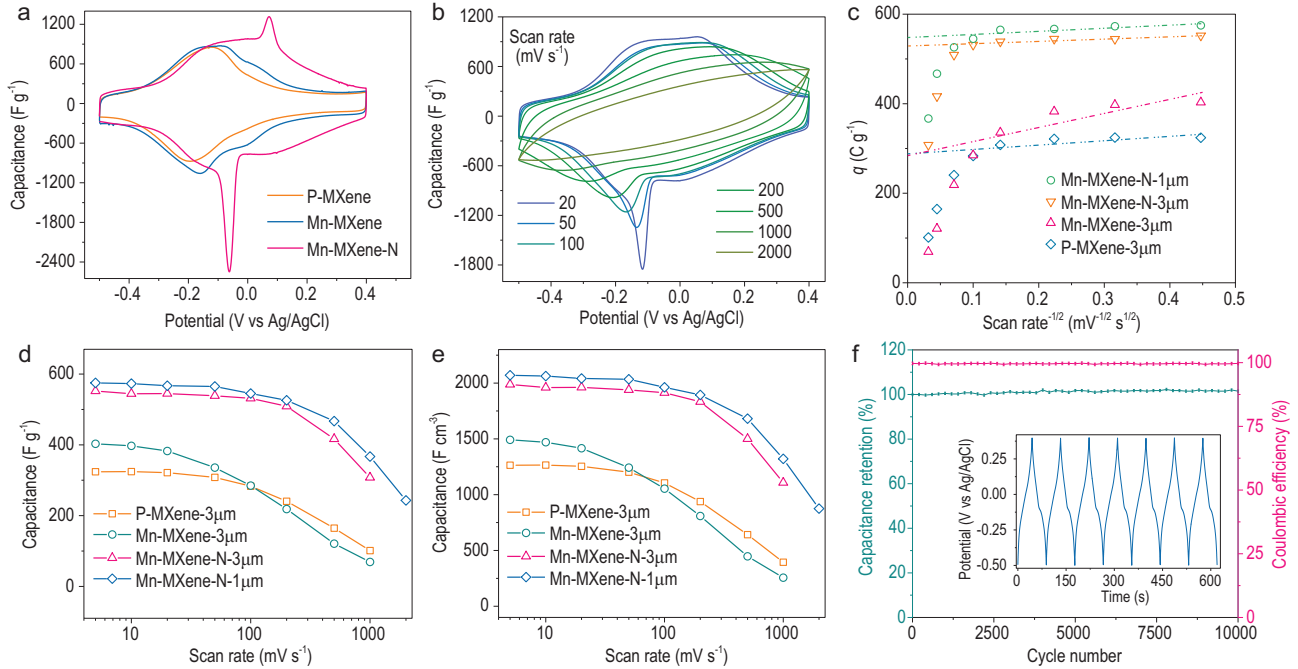 a
1200
600
0
-600
-1200
-1800
-2400
Capacitance (F g⁻¹)
P-MXene
Mn-MXene
Mn-MXene-N
-0.4
-0.2
0.0
0.2
0.4
Potential (V vs Ag/AgCl)
b
1200
600
0
-600
-1200
-1800
Capacitance (F g⁻¹)
Scan rate
(mV s⁻¹)
20
50
100
200
500
1000
2000
-0.4
-0.2
0.0
0.2
0.4
Potential (V vs Ag/AgCl)
c
600
400
200
0
q (C g⁻¹)
Mn-MXene-N-1μm
Mn-MXene-N-3μm
Mn-MXene-3μm
P-MXene-3μm
0.0
0.1
0.2
0.3
0.4
0.5
Scan rate⁻¹/² (mV⁻¹/² s¹/²)
d
600
400
200
0
Capacitance (F g⁻¹)
P-MXene-3μm
Mn-MXene-3μm
Mn-MXene-N-3μm
Mn-MXene-N-1μm
10
100
1000
Scan rate (mV s⁻¹)
e
2000
1750
1500
1250
1000
750
500
250
0
Capacitance (F cm⁻³)
P-MXene-3μm
Mn-MXene-3μm
Mn-MXene-N-3μm
Mn-MXene-N-1μm
10
100
1000
Scan rate (mV s⁻¹)
f
120
100
80
60
40
20
0
Capacitance retention (%)
100
75
50
25
0
Coulombic efficiency (%)
0.25
0.00
-0.25
-0.50
Potential (V vs Ag/AgCl)
0
150
300
450
600
Time (s)
0
2500
5000
7500
10000
Cycle number